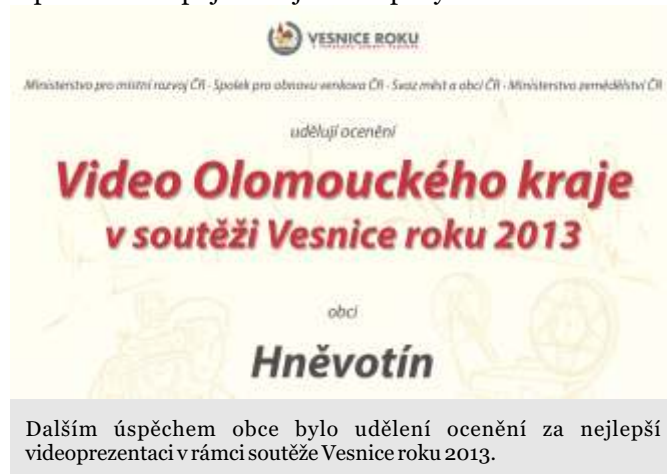 VESNICE ROKU
Ministerstvo pro místní rozvoj ČR - Spolek pro obnovu venkova ČR - Svaz měst a obcí ČR - Ministerstvo zemědělství ČR
udělují ocenění
Video Olomouckého kraje
v soutěži Vesnice roku 2013
obci
Hněvotín
Dalším úspěchem obce bylo udělení ocenění za nejlepší
videoprezentaci v rámci soutěže Vesnice roku 2013.